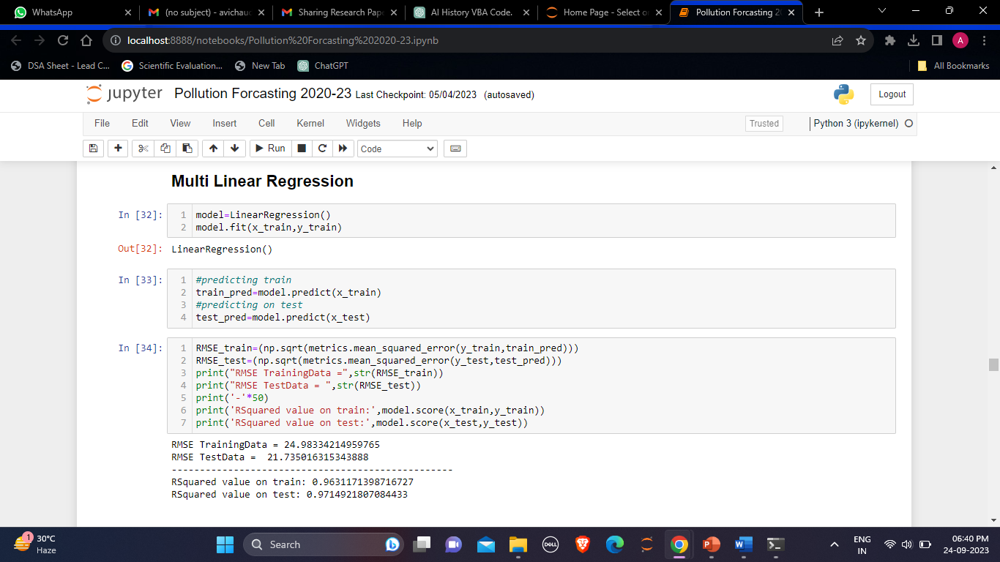 WhatsApp
(no subject) - avichauc
Sharing Research Pape
AI History VBA Code.
Home Page - Select o
Pollution Forcasting 2
localhost:8888/notebooks/Pollution%20Forcasting%202020-23.ipynb
A
DSA Sheet - Lead C...
Scientific Evaluation...
New Tab
ChatGPT
All Bookmarks
jupyter Pollution Forcasting 2020-23 Last Checkpoint: 05/04/2023 (autosaved)
Logout
File Edit View Insert Cell Kernel Widgets Help
Trusted
Python 3 (ipykernel)
Run
Code
Multi Linear Regression
In [32]:
1 model=LinearRegression()
2 model.fit(x_train,y_train)
Out[32]: LinearRegression()
In [33]:
1 #predicting train
2 train_pred=model.predict(x_train)
3 #predicting on test
4 test_pred=model.predict(x_test)
In [34]:
1 RMSE_train=(np.sqrt(metrics.mean_squared_error(y_train,train_pred)))
2 RMSE_test=(np.sqrt(metrics.mean_squared_error(y_test,test_pred)))
3 print("RMSE TrainingData =",str(RMSE_train))
4 print("RMSE TestData = ",str(RMSE_test))
5 print('-'*50)
6 print('RSquared value on train:',model.score(x_train,y_train))
7 print('RSquared value on test:',model.score(x_test,y_test))
RMSE TrainingData = 24.98334214959765
RMSE TestData =  21.735016315343888
--------------------------------------------------
RSquared value on train: 0.9631171398716727
RSquared value on test: 0.9714921807084433
1
30°C
Haze
Search
DELL
ENG
IN
06:40 PM
24-09-2023